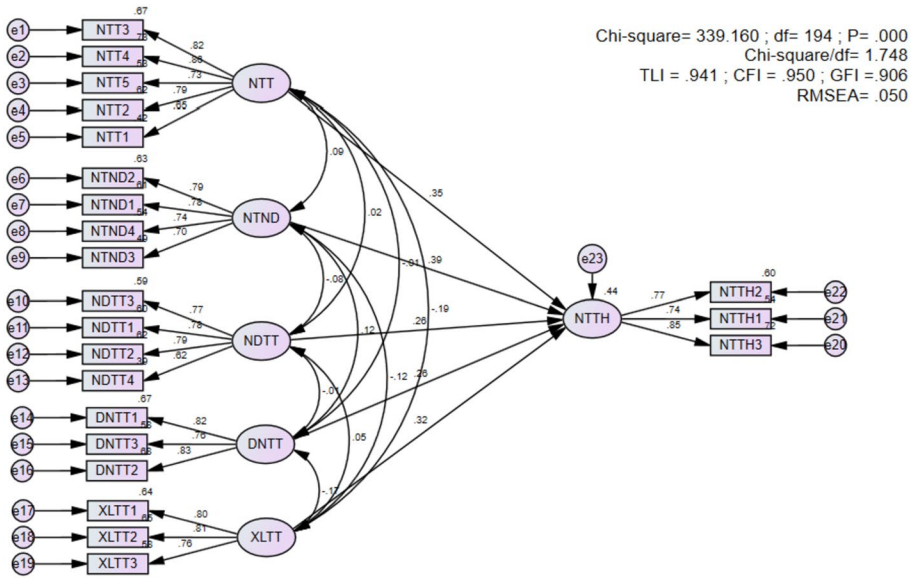 Chi-square= 339.160 ; df= 194 ; P= .000
Chi-square/df= 1.748
TLI = .941 ; CFI = .950 ; GFI =.906
RMSEA= .050
.67
e1 NTT3
.82
e2 NTT4
e3 NTT5
.73
NTT
e4 NTT2
.79
e5 NTT1
.42
.09
.63
e6 NTND2
.79
e7 NTND1
.78
NTND
e8 NTND4
.74
e9 NTND3
.70
.35
.02
-.01
.39
-.08
-.19
.59
e10 NDTT3
.77
e11 NDTT1
.78
NDTT
e12 NDTT2
.79
e13 NDTT4
.62
.12
.26
-.12
.26
-.01
.05
.32
.67
e14 DNTT1
.82
e15 DNTT3
.76
DNTT
e16 DNTT2
.83
-.17
.64
e17 XLTT1
.80
e18 XLTT2
.81
XLTT
e19 XLTT3
.76
e23
.44
NTTH
.60
.77
NTTH2 e22
.74
NTTH1 e21
.85
NTTH3 e20